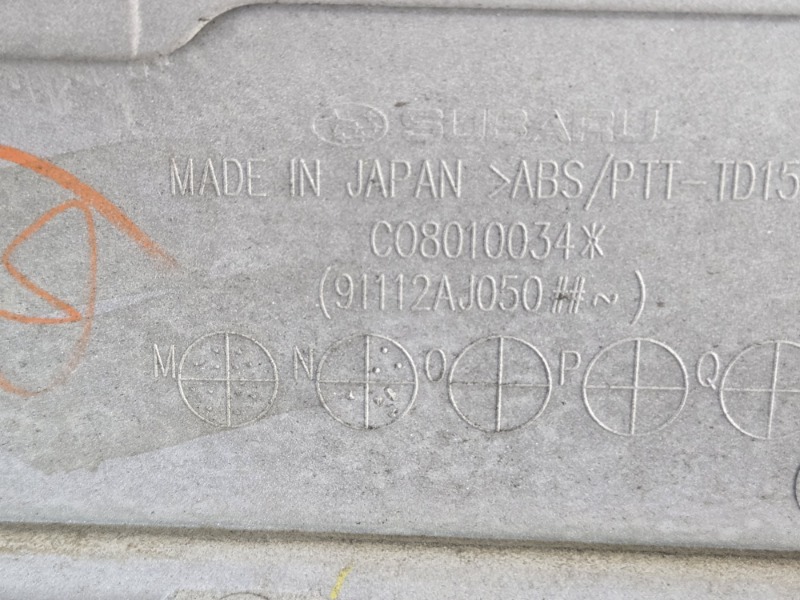 SUBARU
MADE IN JAPAN >ABS/PTT-TD15
C08010034*
(91112AJ050##~)
M N O P Q